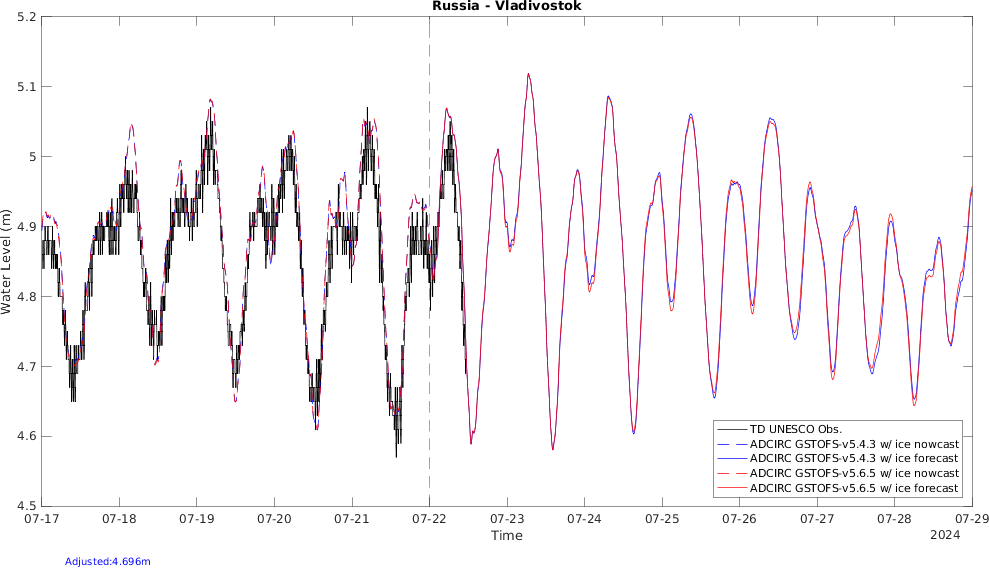 Russia - Vladivostok
5.2
5.1
5
4.9
4.8
4.7
4.6
4.5
Water Level (m)
TD UNESCO Obs.
ADCIRC GSTOFS-v5.4.3 w/ ice nowcast
ADCIRC GSTOFS-v5.4.3 w/ ice forecast
ADCIRC GSTOFS-v5.6.5 w/ ice nowcast
ADCIRC GSTOFS-v5.6.5 w/ ice forecast
07-17 07-18 07-19 07-20 07-21 07-22 07-23 07-24 07-25 07-26 07-27 07-28 07-29
Time
2024
Adjusted:4.696m